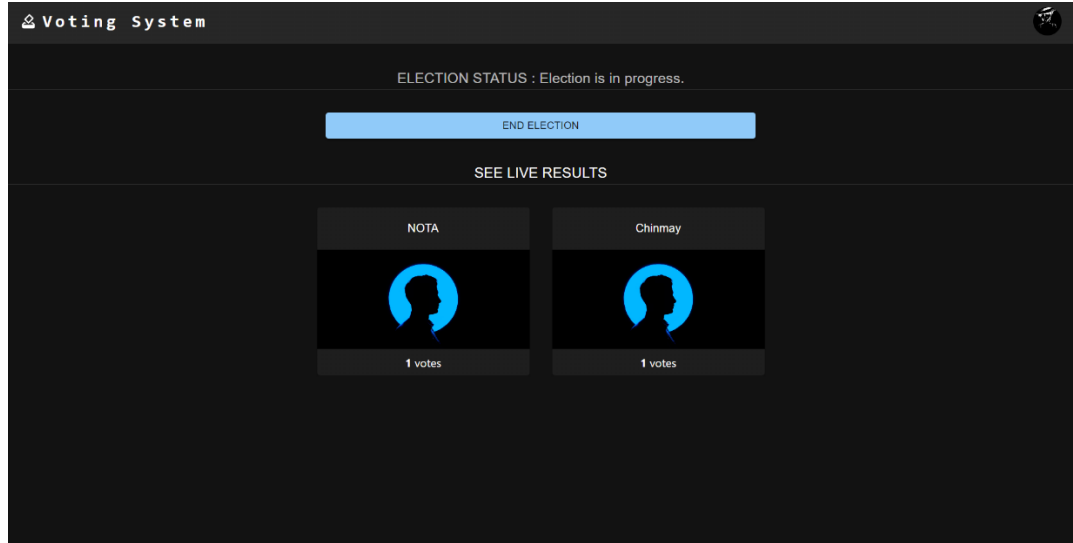 Voting System
ELECTION STATUS : Election is in progress.
END ELECTION
SEE LIVE RESULTS
NOTA
Chinmay
1 votes
1 votes